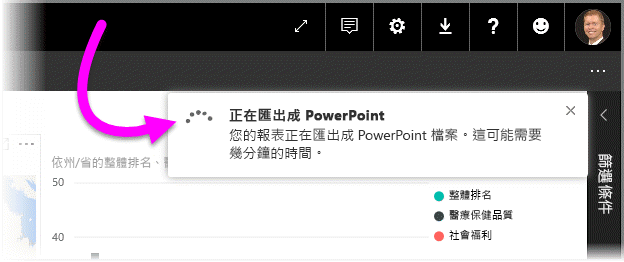 正在匯出成 PowerPoint
您的報表正在匯出成 PowerPoint 檔案。這可能需要
幾分鐘的時間。
依州/省的整體排名、
篩選條件
50
整體排名
醫療保健品質
40
社會福利